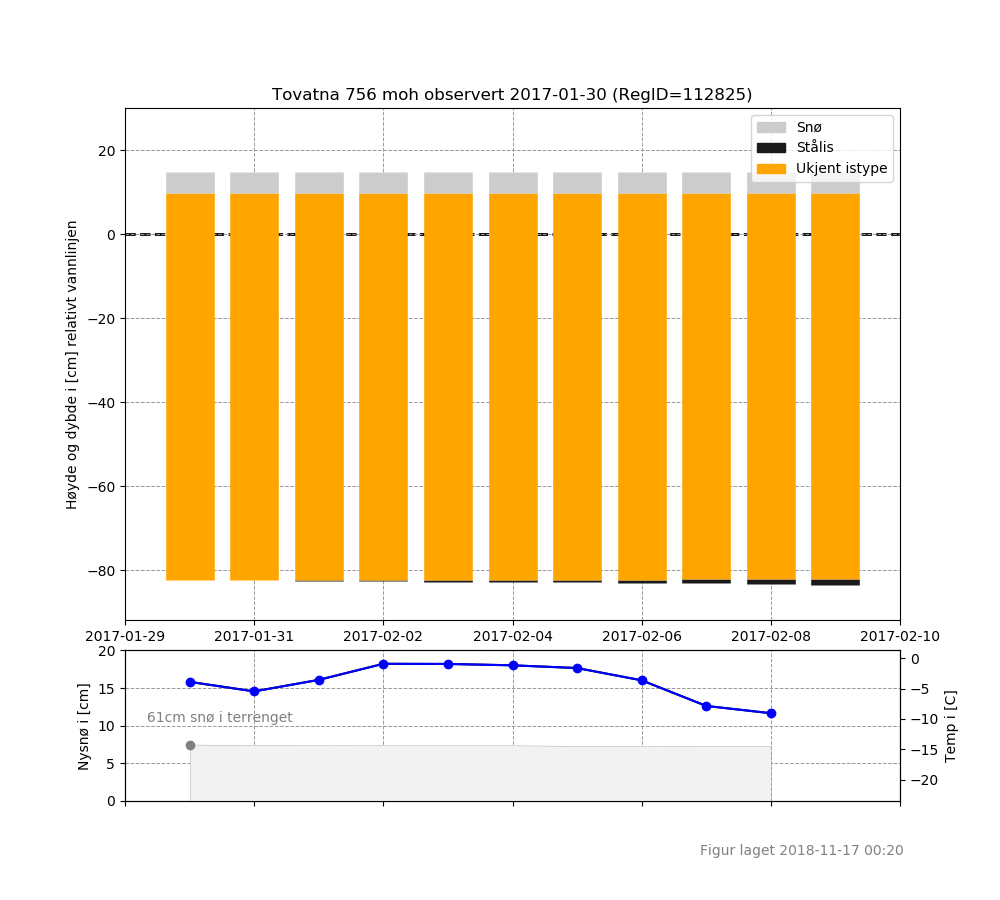 Tovatna 756 moh observert 2017-01-30 (RegID=112825)
Snø
Stålis
Ukjent istype
Høyde og dybde i [cm] relativt vannlinjen
20
0
−20
−40
−60
−80
2017-01-29 2017-01-31 2017-02-02 2017-02-04 2017-02-06 2017-02-08 2017-02-10
Nysnø i [cm]
20
15
10
5
0
61cm snø i terrenget
0
−5
−10
−15
−20
Temp i [C]
Figur laget 2018-11-17 00:20